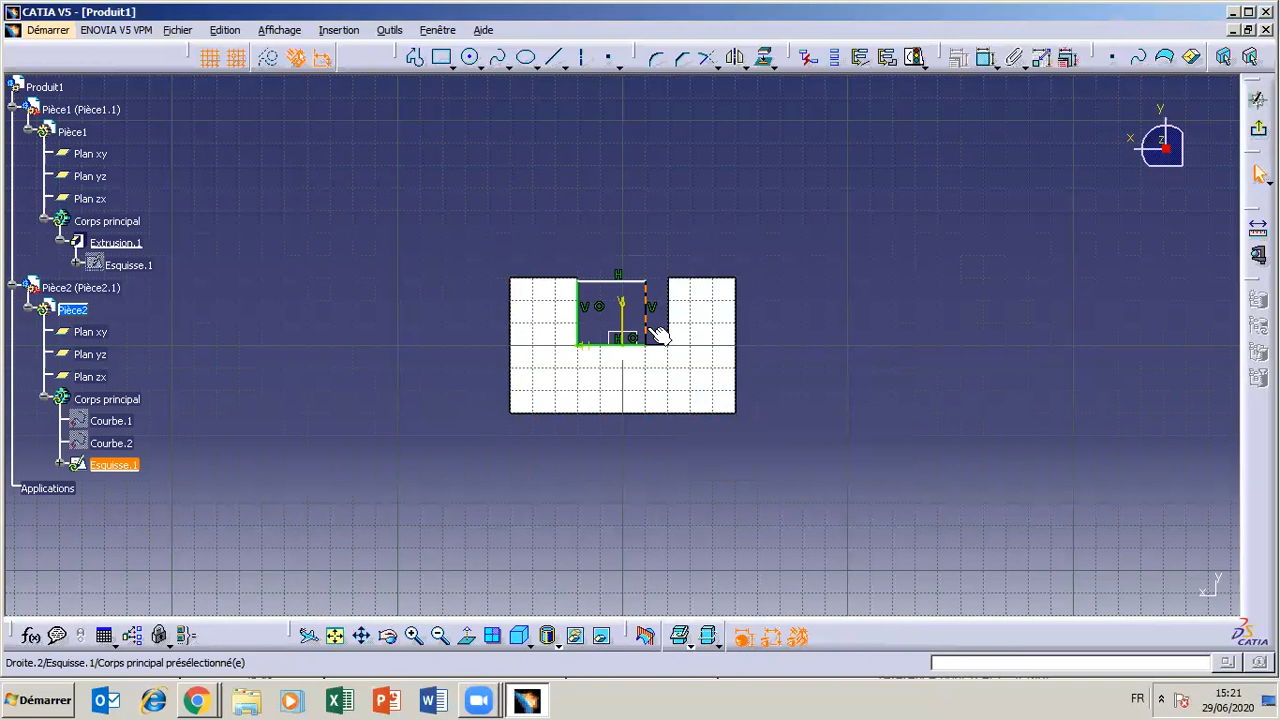 CATIA V5 - [Produit1]
Démarrer ENOVIA V5 VPM Fichier Edition Affichage Insertion Outils Fenêtre Aide
Produit1
Pièce1 (Pièce1.1)
Pièce1
Plan xy
Plan yz
Plan zx
Corps principal
Extrusion.1
Esquisse.1
Pièce2 (Pièce2.1)
Pièce2
Plan xy
Plan yz
Plan zx
Corps principal
Courbe.1
Courbe.2
Esquisse.1
Applications
y
x
z
H
V
V
H
y
x
f(x)
CATIA
Droite.2/Esquisse.1/Corps principal présélectionné(e)
Démarrer
FR
15:21
29/06/2020